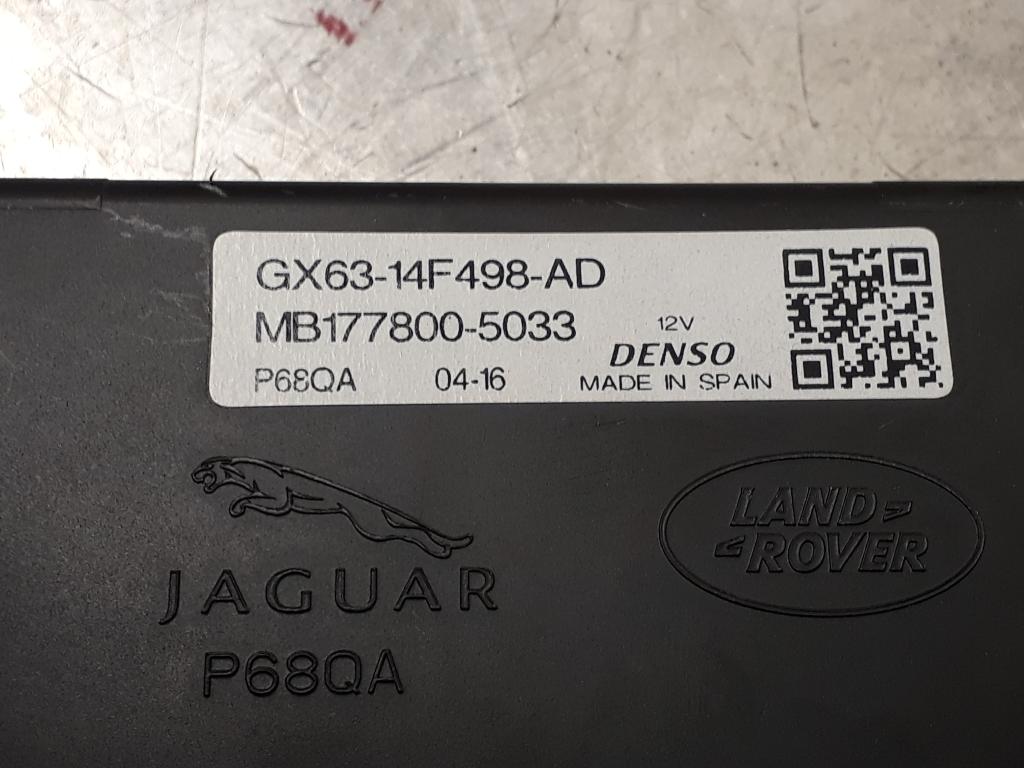 GX63-14F498-AD
MB177800-5033
12V
DENSO
P68QA 04-16 MADE IN SPAIN
JAGUAR
LAND
ROVER
P68QA